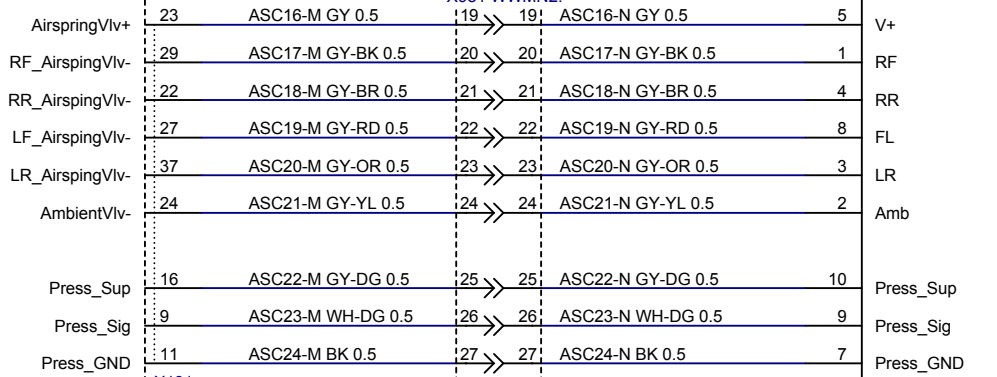 AirspringVlv+ 23 ASC16-M GY 0.5 19 19 ASC16-N GY 0.5 5 V+
RF_AirspingVlv- 29 ASC17-M GY-BK 0.5 20 20 ASC17-N GY-BK 0.5 1 RF
RR_AirspingVlv- 22 ASC18-M GY-BR 0.5 21 21 ASC18-N GY-BR 0.5 4 RR
LF_AirspingVlv- 27 ASC19-M GY-RD 0.5 22 22 ASC19-N GY-RD 0.5 8 FL
LR_AirspingVlv- 37 ASC20-M GY-OR 0.5 23 23 ASC20-N GY-OR 0.5 3 LR
AmbientVlv- 24 ASC21-M GY-YL 0.5 24 24 ASC21-N GY-YL 0.5 2 Amb
Press_Sup 16 ASC22-M GY-DG 0.5 25 25 ASC22-N GY-DG 0.5 10 Press_Sup
Press_Sig 9 ASC23-M WH-DG 0.5 26 26 ASC23-N WH-DG 0.5 9 Press_Sig
Press_GND 11 ASC24-M BK 0.5 27 27 ASC24-N BK 0.5 7 Press_GND